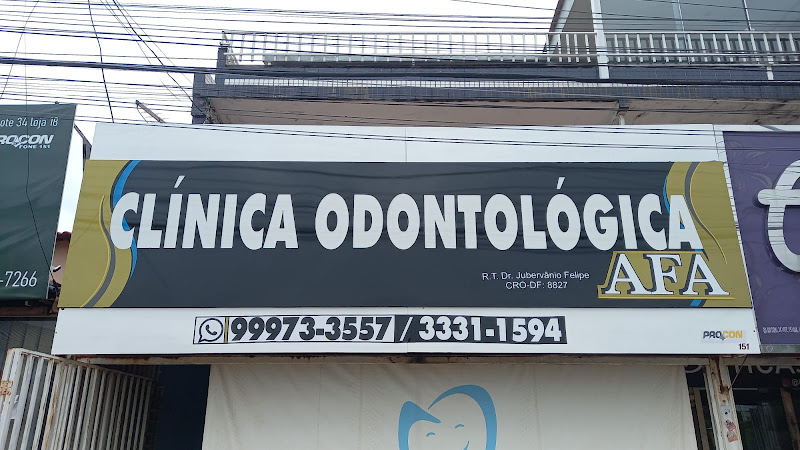 ote 34 loja 1B
PROCON
FONE 151
-7266
CLÍNICA ODONTOLÓGICA
AFA
R.T. Dr. Jubervânio Felipe
CRO-DF: 8827
99973-3557 / 3331-1594
PROCON
151